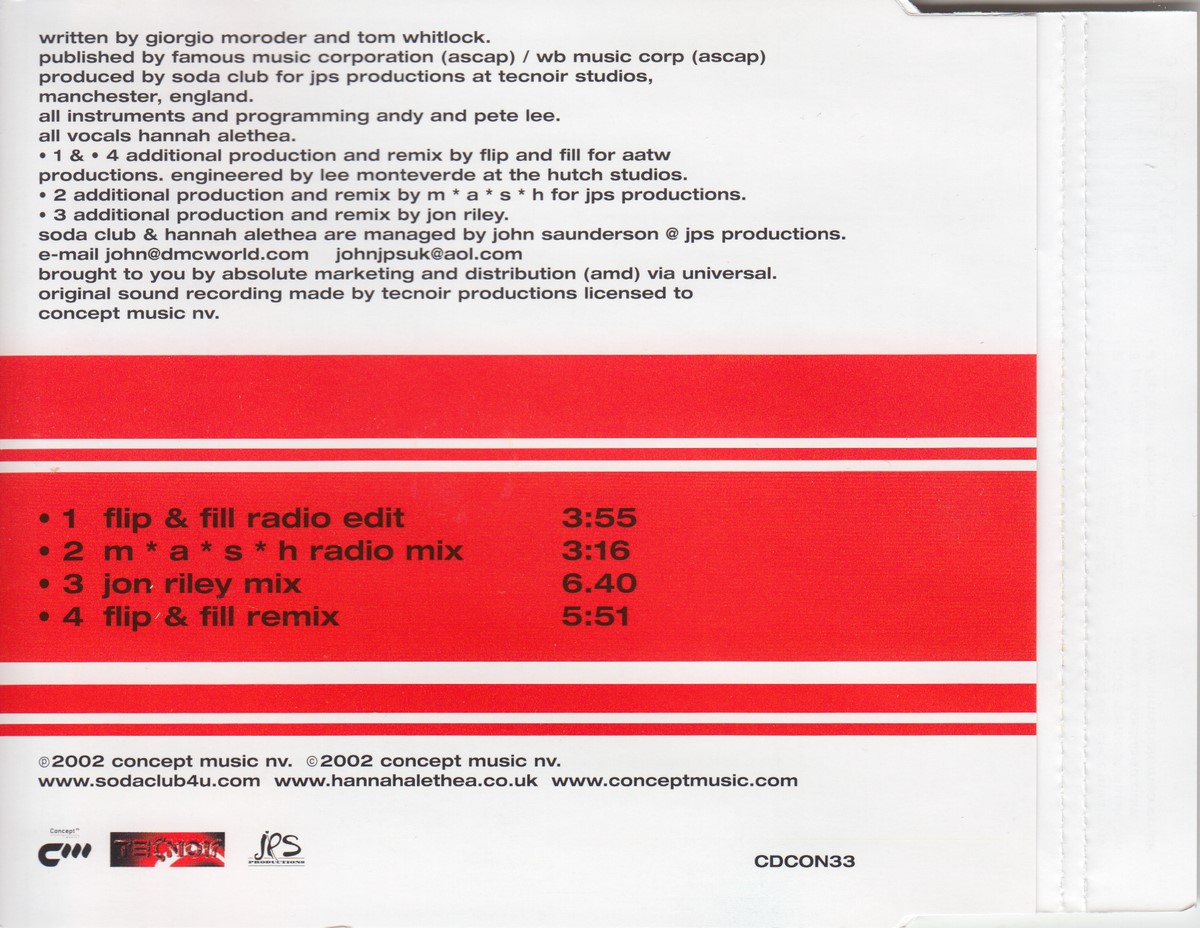 written by giorgio moroder and tom whitlock.
published by famous music corporation (ascap) / wb music corp (ascap)
produced by soda club for jps productions at tecnoir studios,
manchester, england.
all instruments and programming andy and pete lee.
all vocals hannah alethea.
• 1 & • 4 additional production and remix by flip and fill for aatw
productions. engineered by lee monteverde at the hutch studios.
• 2 additional production and remix by m * a * s * h for jps productions.
• 3 additional production and remix by jon riley.
soda club & hannah alethea are managed by john saunderson @ jps productions.
e-mail john@dmcworld.com johnjpsuk@aol.com
brought to you by absolute marketing and distribution (amd) via universal.
original sound recording made by tecnoir productions licensed to
concept music nv.
• 1 flip & fill radio edit 3:55
• 2 m * a * s * h radio mix 3:16
• 3 jon riley mix 6.40
• 4 flip & fill remix 5:51
℗2002 concept music nv. ©2002 concept music nv.
www.sodaclub4u.com www.hannahalethea.co.uk www.conceptmusic.com
Concept™
TECNOIR
JPS
PRODUCTIONS
CDCON33